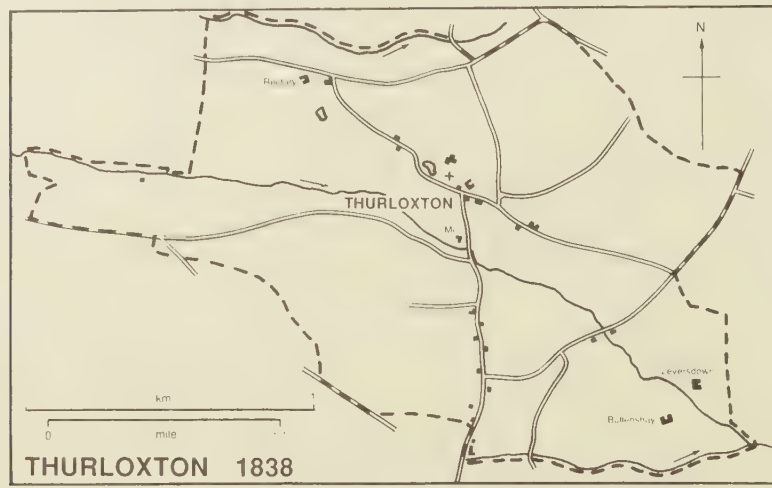 N
Rectory
THURLOXTON
M
Leversdown
Bullenshay
km
1
0 mile
THURLOXTON 1838